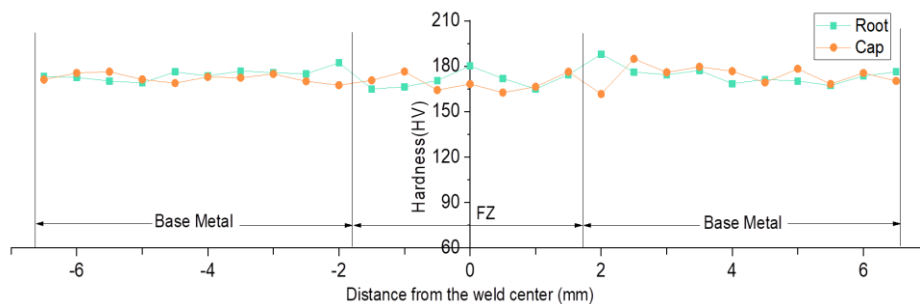 210
180
150
120
90
60
Hardness(HV)
Root
Cap
Base Metal
FZ
Base Metal
-6
-4
-2
0
2
4
6
Distance from the weld center (mm)